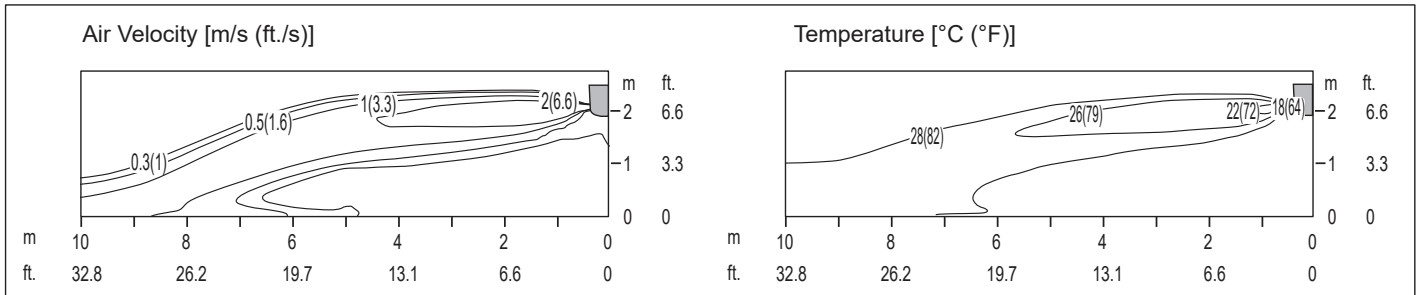 Air Velocity [m/s (ft./s)]
0.3(1)
0.5(1.6)
1(3.3)
2(6.6)
m ft.
2 6.6
1 3.3
0 0
m 10 8 6 4 2 0
ft. 32.8 26.2 19.7 13.1 6.6 0
Temperature [°C (°F)]
28(82)
26(79)
22(72)
18(64)
m ft.
2 6.6
1 3.3
0 0
m 10 8 6 4 2 0
ft. 32.8 26.2 19.7 13.1 6.6 0